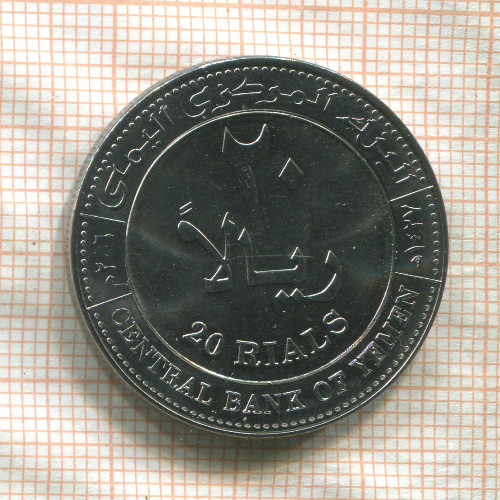 البنك المركزي اليمني
٢٠
ريالاً
20 RIALS
CENTRAL BANK OF YEMEN